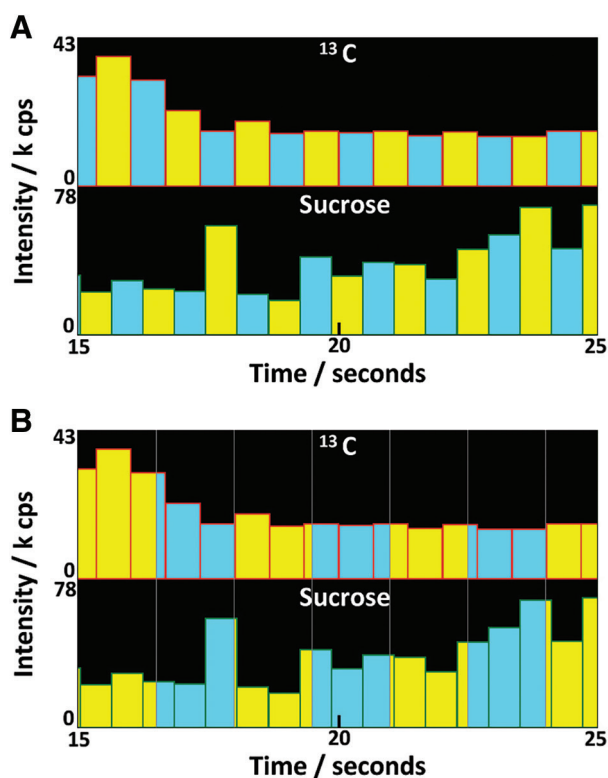 A
43
¹³C
0
78
Sucrose
0
Intensity / k cps
15 20 25
Time / seconds
B
43
¹³C
0
78
Sucrose
0
Intensity / k cps
15 20 25
Time / seconds